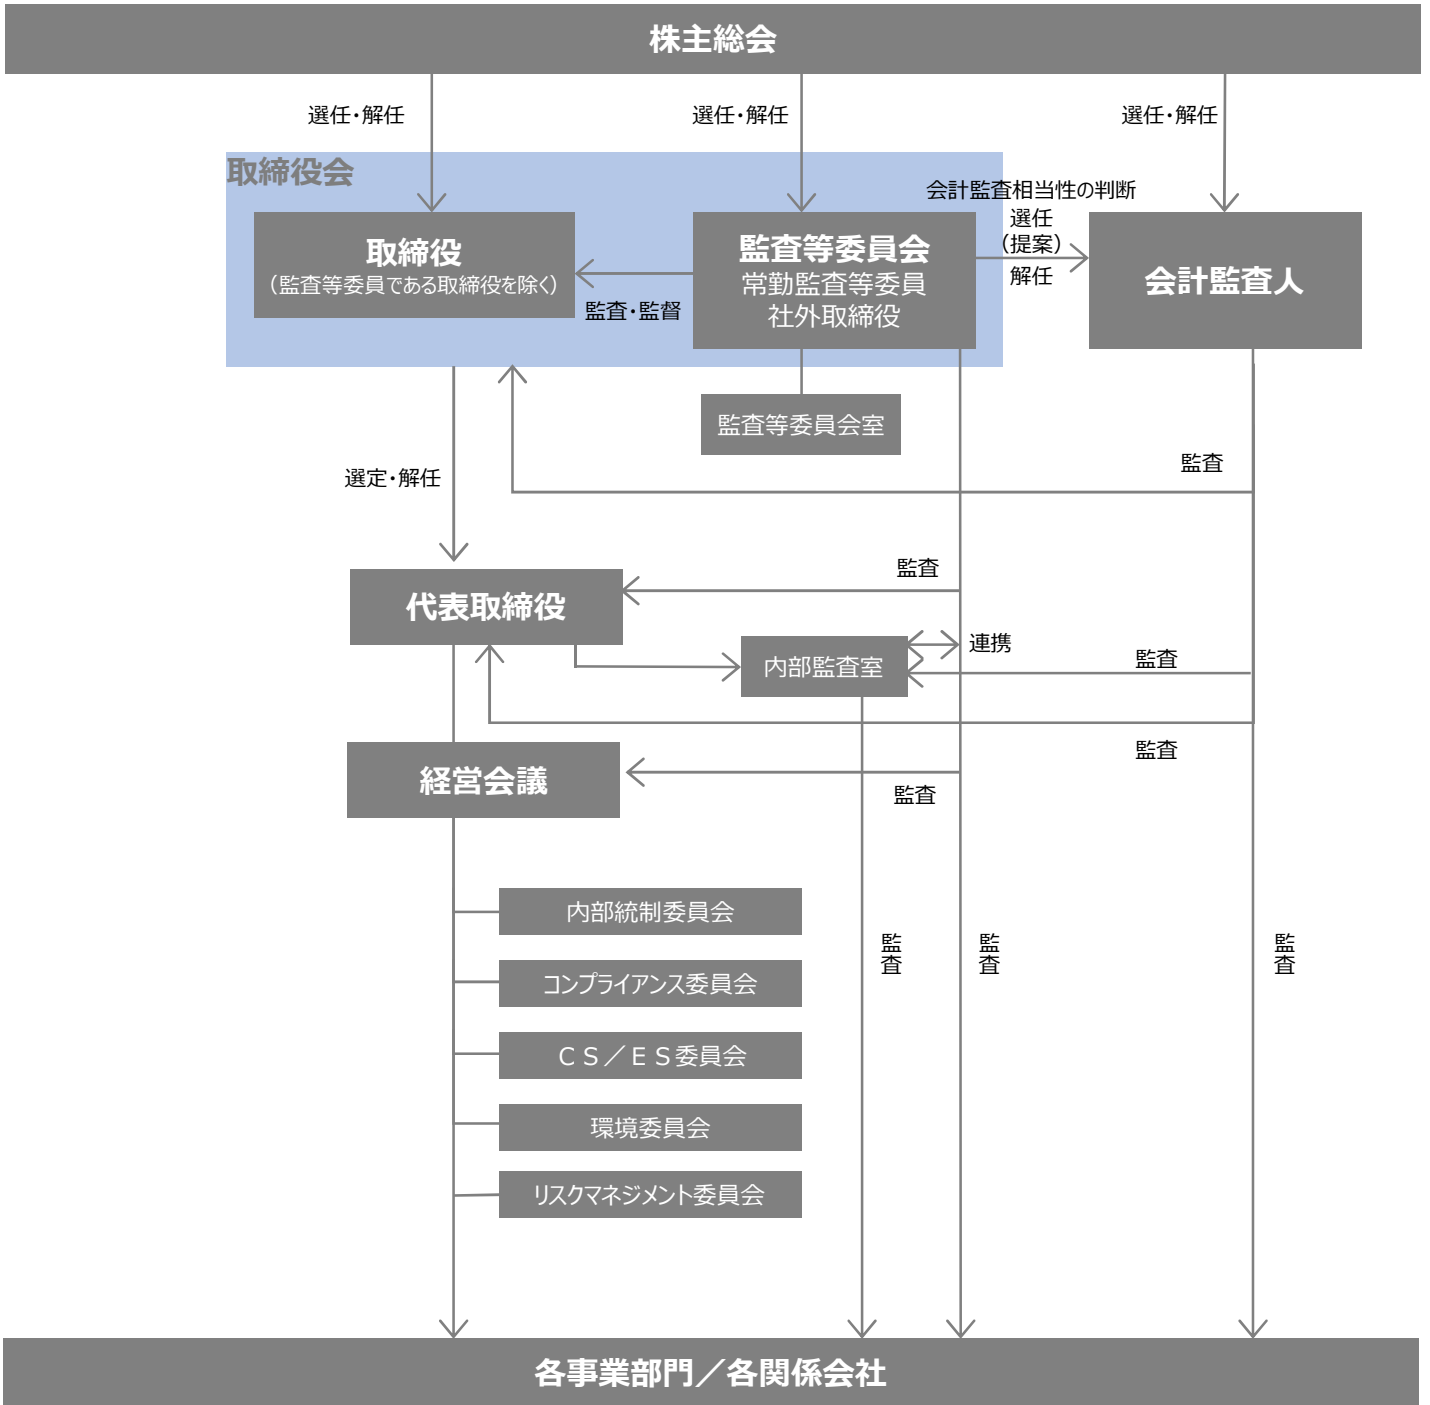 株主総会
選任・解任
選任・解任
選任・解任
取締役会
会計監査相当性の判断
選任
（提案）
解任
取締役
（監査等委員である取締役を除く）
監査・監督
監査等委員会
常勤監査等委員
社外取締役
会計監査人
監査等委員会室
監査
選定・解任
監査
代表取締役
連携
内部監査室
監査
監査
経営会議
監査
内部統制委員会
コンプライアンス委員会
ＣＳ／ＥＳ委員会
環境委員会
リスクマネジメント委員会
監査
監査
監査
各事業部門／各関係会社